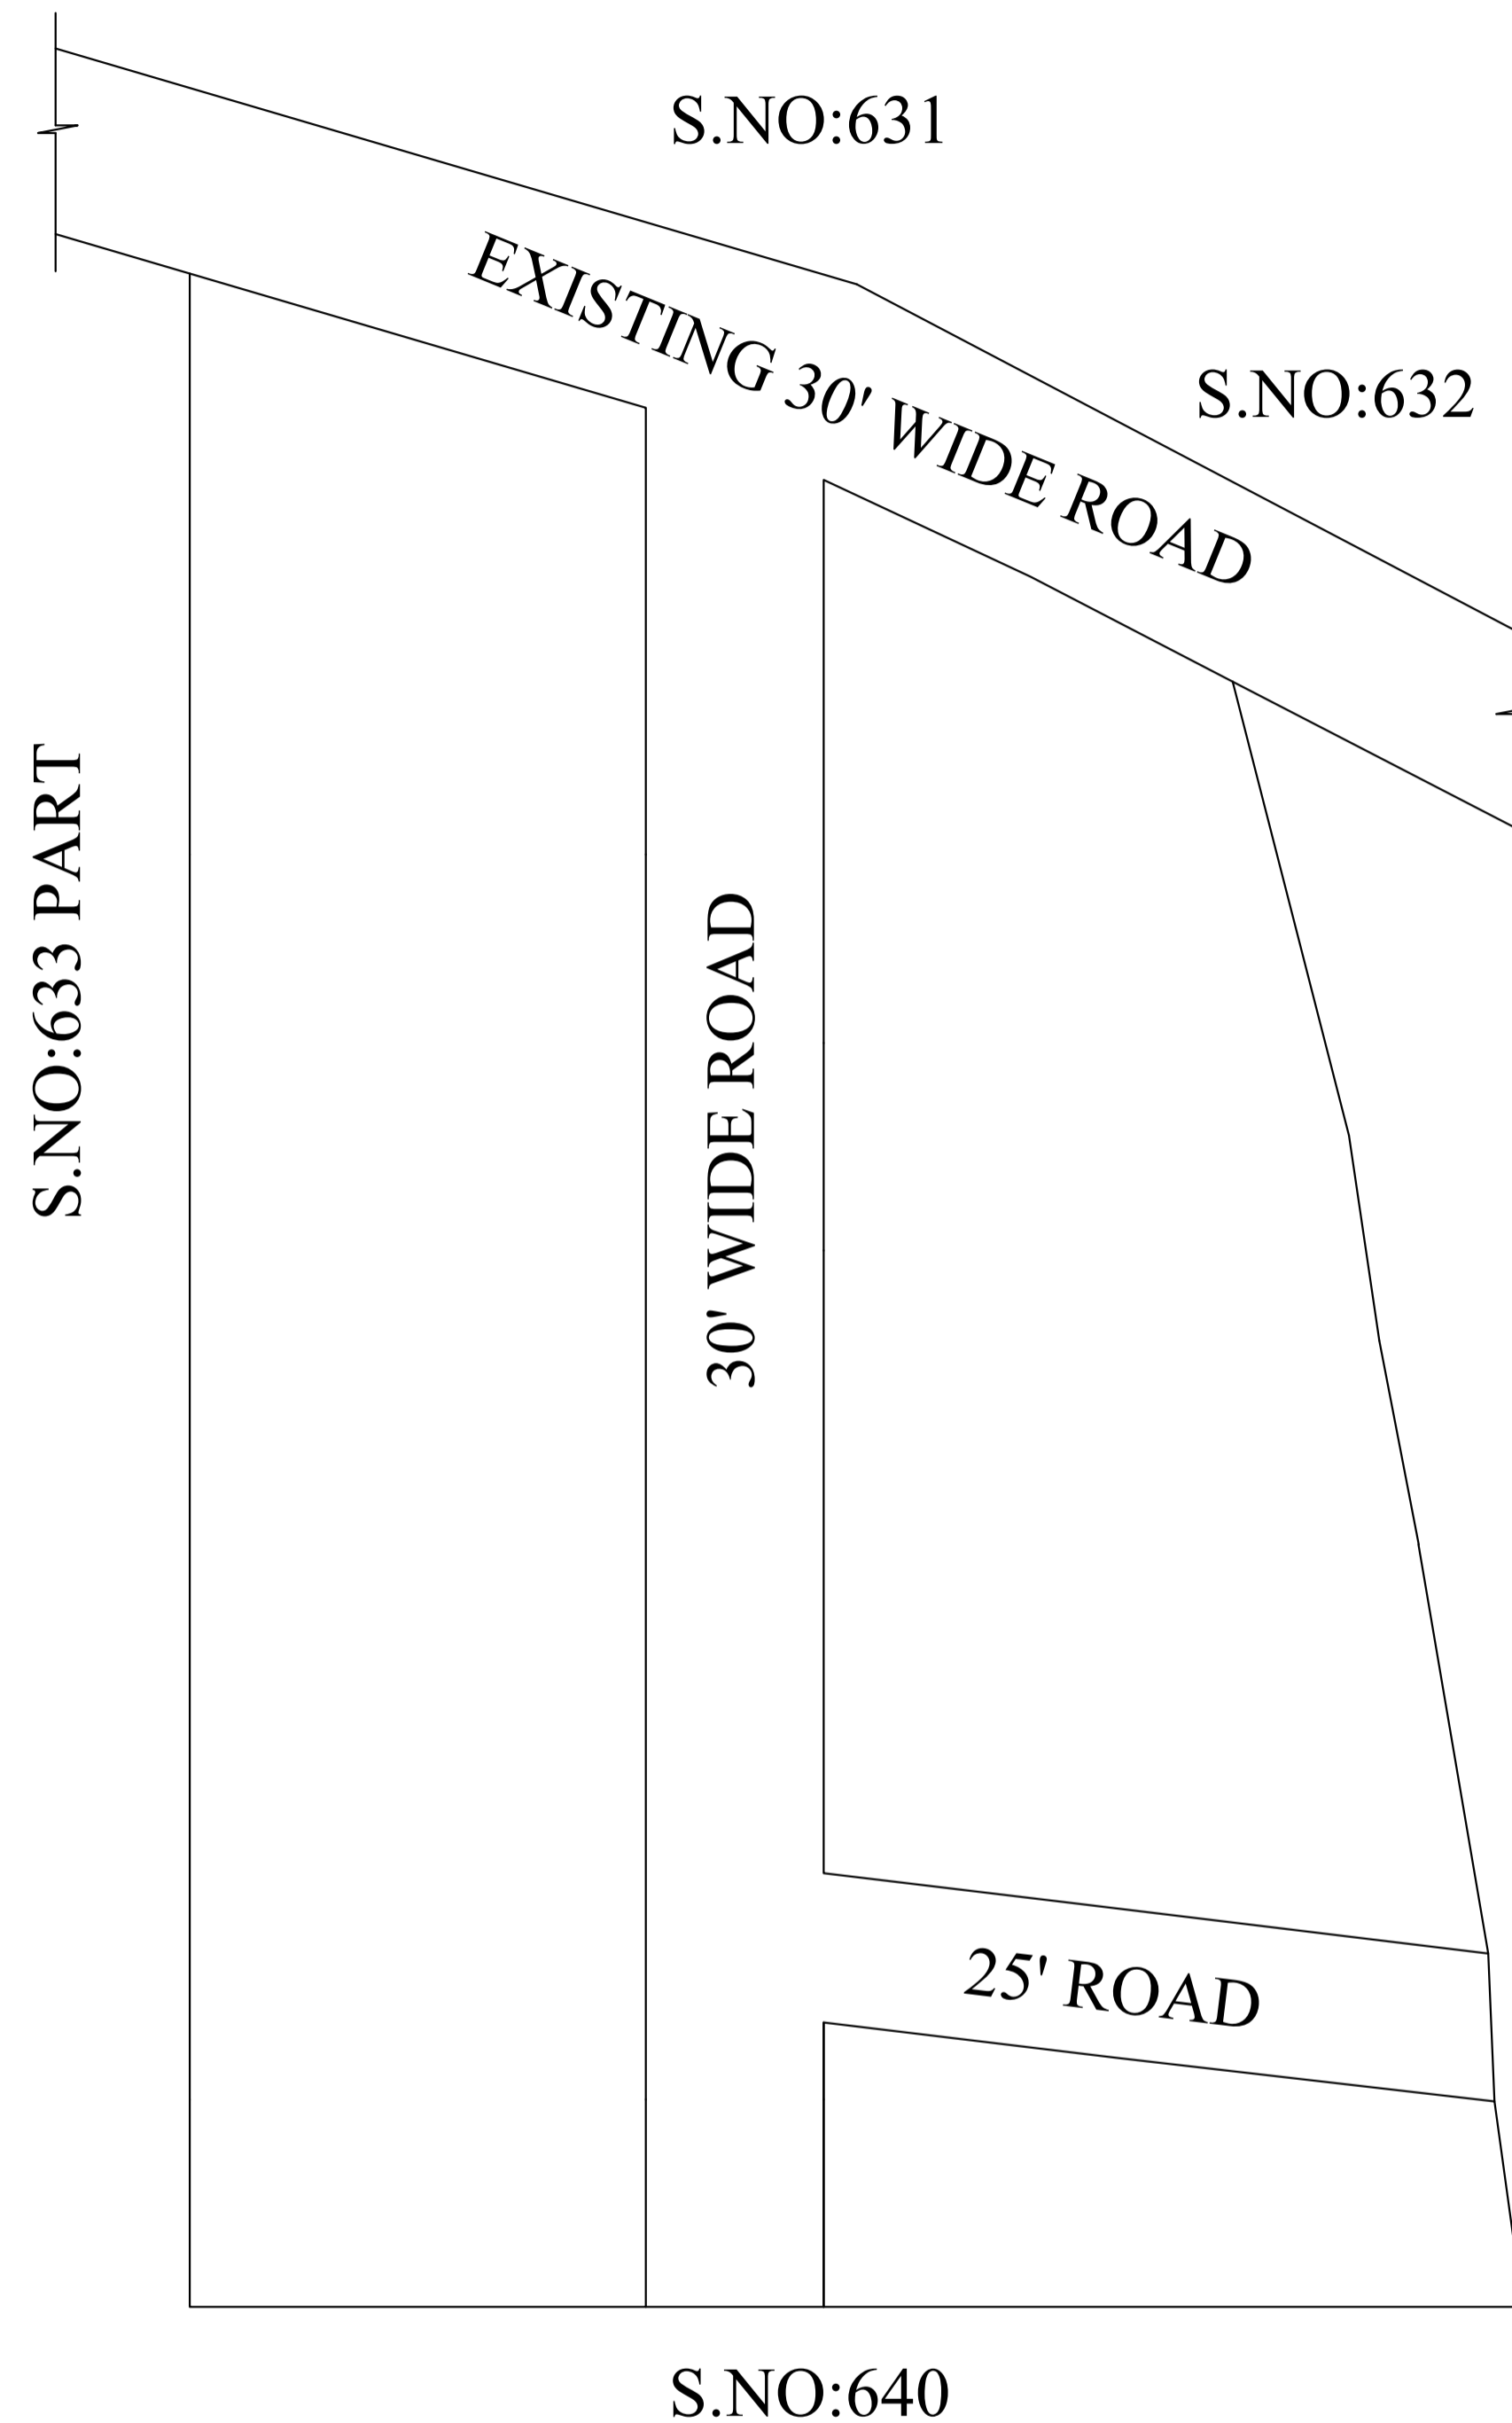 S.NO:631
EXISTING 30' WIDE ROAD
S.NO:632
S.NO:633 PART
30' WIDE ROAD
25' ROAD
S.NO:640